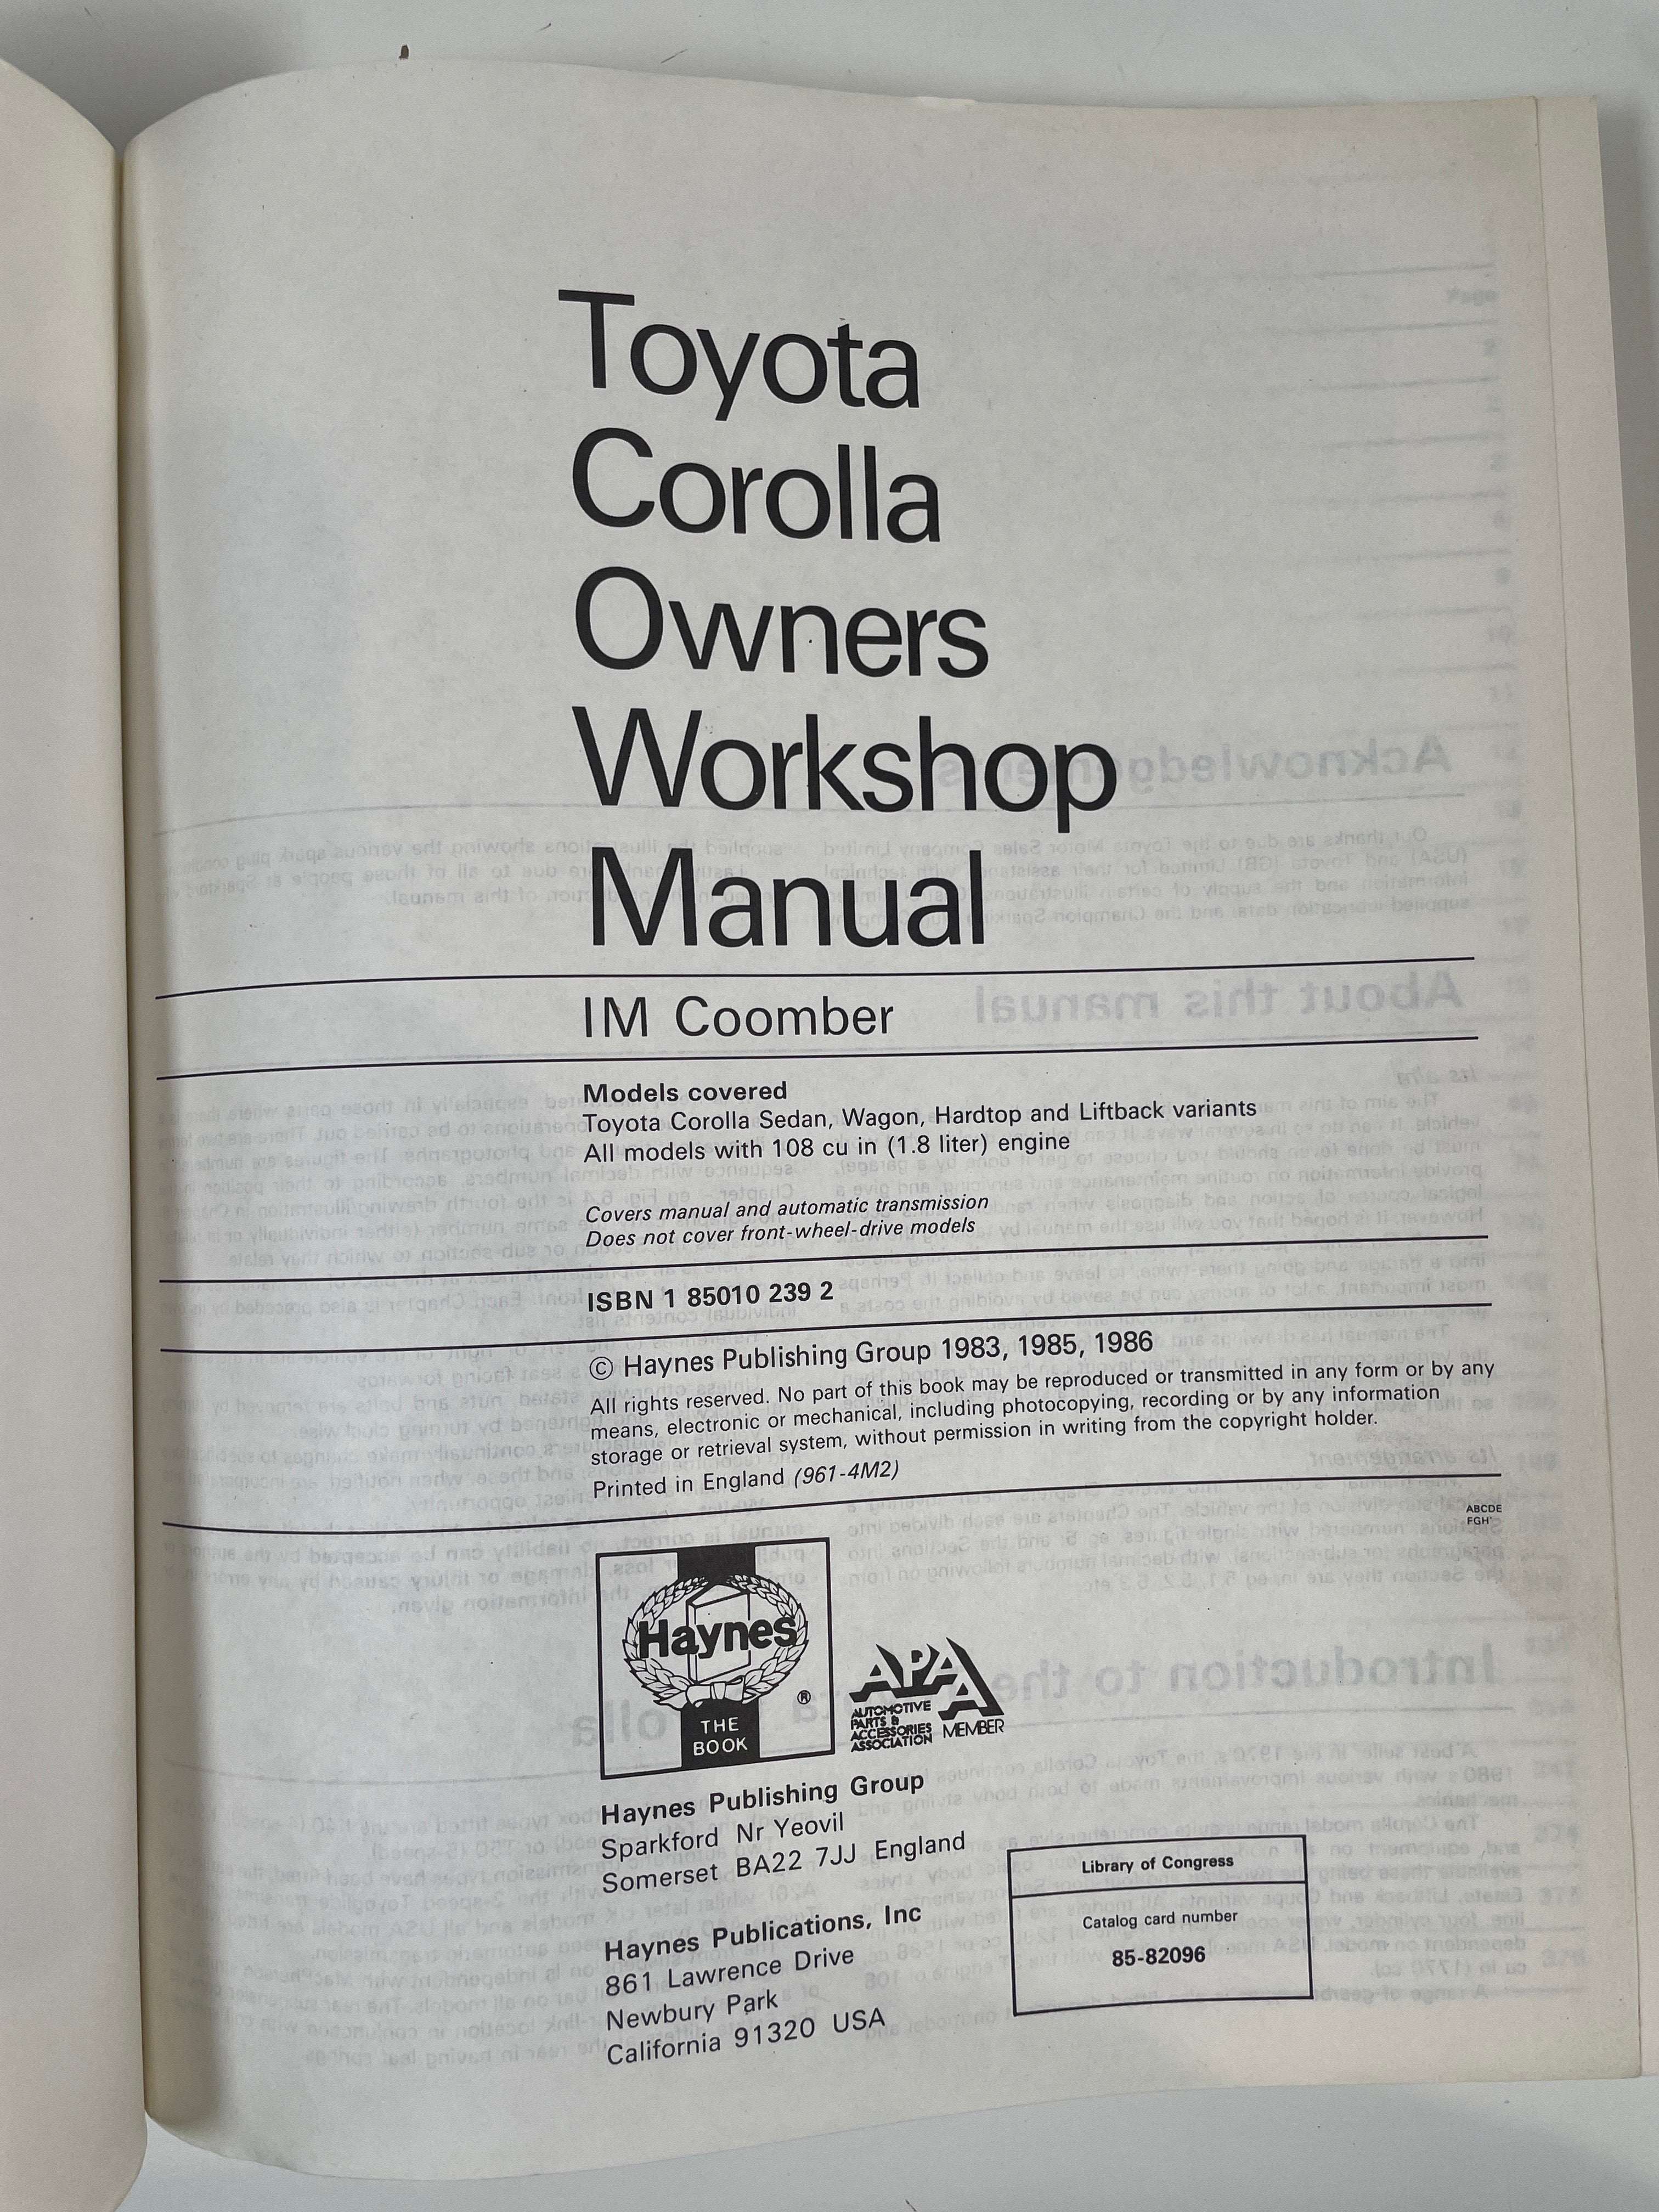 Toyota
Corolla
Owners
Workshop
Manual
IM Coomber
Models covered
Toyota Corolla Sedan, Wagon, Hardtop and Liftback variants
All models with 108 cu in (1.8 liter) engine
Covers manual and automatic transmission
Does not cover front-wheel-drive models
ISBN 1 85010 239 2
© Haynes Publishing Group 1983, 1985, 1986
All rights reserved. No part of this book may be reproduced or transmitted in any form or by any
means, electronic or mechanical, including photocopying, recording or by any information
storage or retrieval system, without permission in writing from the copyright holder.
Printed in England (961-4M2)
ABCDE
FGH
Haynes
®
THE
BOOK
APAA
AUTOMOTIVE
PARTS &
ACCESSORIES
ASSOCIATION
MEMBER
Haynes Publishing Group
Sparkford Nr Yeovil
Somerset BA22 7JJ England
Haynes Publications, Inc
861 Lawrence Drive
Newbury Park
California 91320 USA
Library of Congress
Catalog card number
85-82096